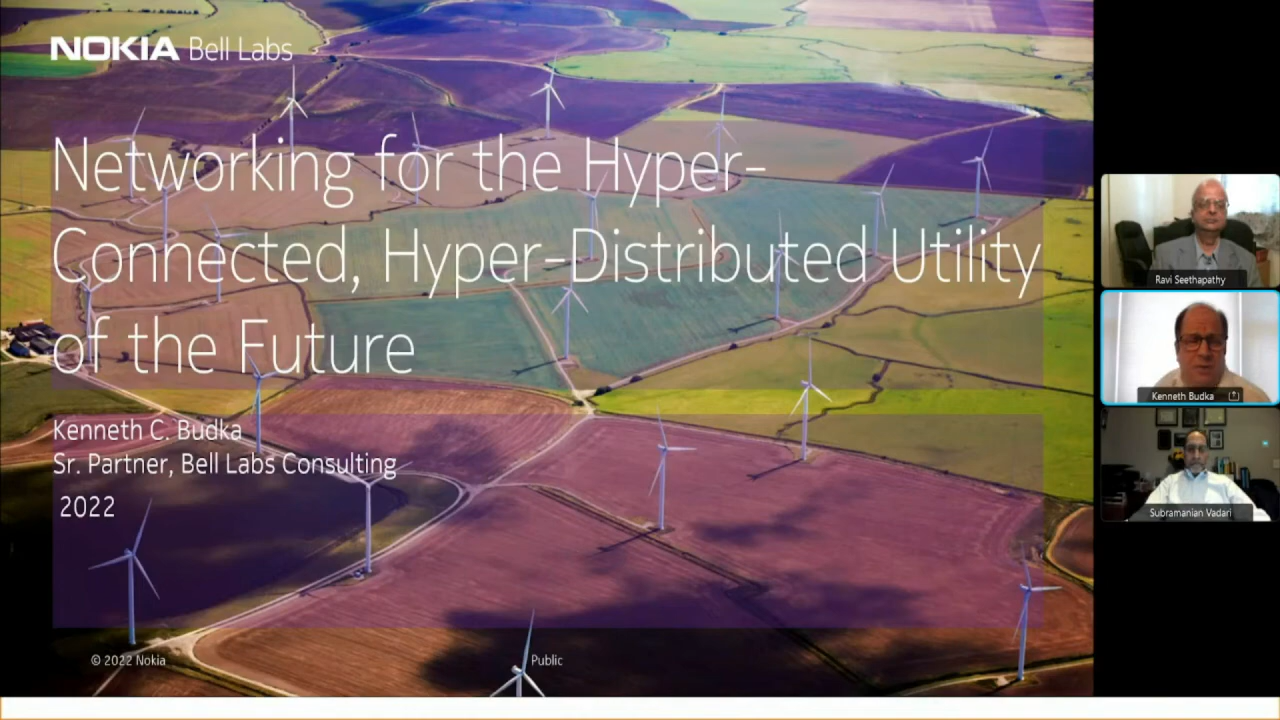 NOKIA Bell Labs
Networking for the Hyper-
Connected, Hyper-Distributed Utility
of the Future
Kenneth C. Budka
Sr. Partner, Bell Labs Consulting
2022
© 2022 Nokia
Public
Ravi Seethapathy
Kenneth Budka
Subramanian Vadari